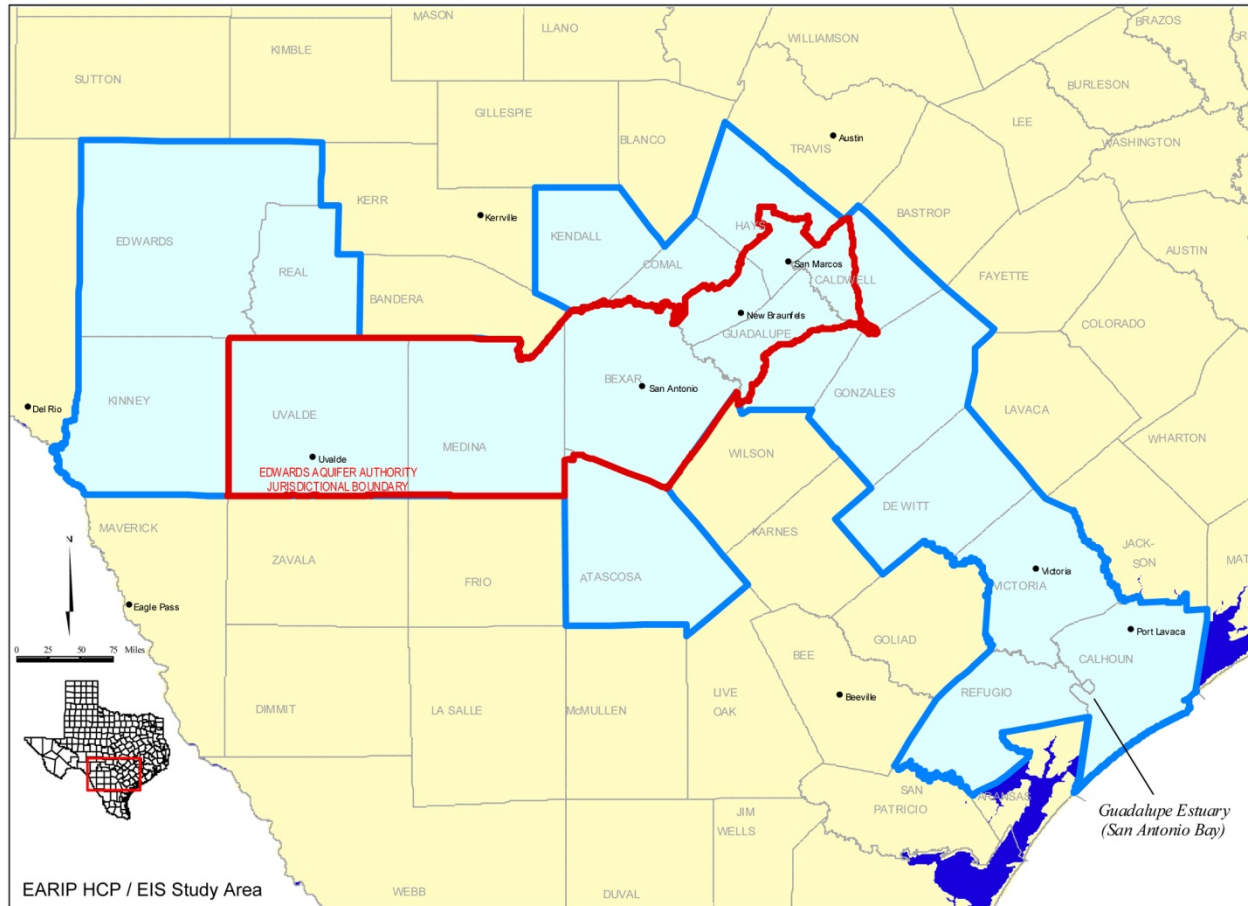 MASON
LLANO
BRAZOS
KIMBLE
WILLIAMSON
GR
SUTTON
BURLESON
GILLESPIE
BLANCO
LEE
WASHINGTON
Austin
TRAVIS
KERR
BASTROP
Kerrville
HAYS
EDWARDS
KENDALL
AUSTIN
REAL
COMAL
San Marcos
FAYETTE
CALDWELL
BANDERA
New Braunfels
COLORADO
GUADALUPE
BEXAR
San Antonio
GONZALES
KINNEY
Del Rio
UVALDE
LAVACA
MEDINA
WHARTON
Uvalde
WILSON
EDWARDS AQUIFER AUTHORITY
JURISDICTIONAL BOUNDARY
DE WITT
MAVERICK
KARNES
N
ZAVALA
FRIO
JACK-
SON
MAT
Victoria
ATASCOSA
VICTORIA
Eagle Pass
Port Lavaca
GOLIAD
0 25 50 75 Miles
BEE
CALHOUN
Beeville
REFUGIO
LIVE
OAK
DIMMIT
LA SALLE
McMULLEN
SAN
PATRICIO
ARANSAS
Guadalupe Estuary
(San Antonio Bay)
JIM
WELLS
EARIP HCP / EIS Study Area
WEBB
DUVAL